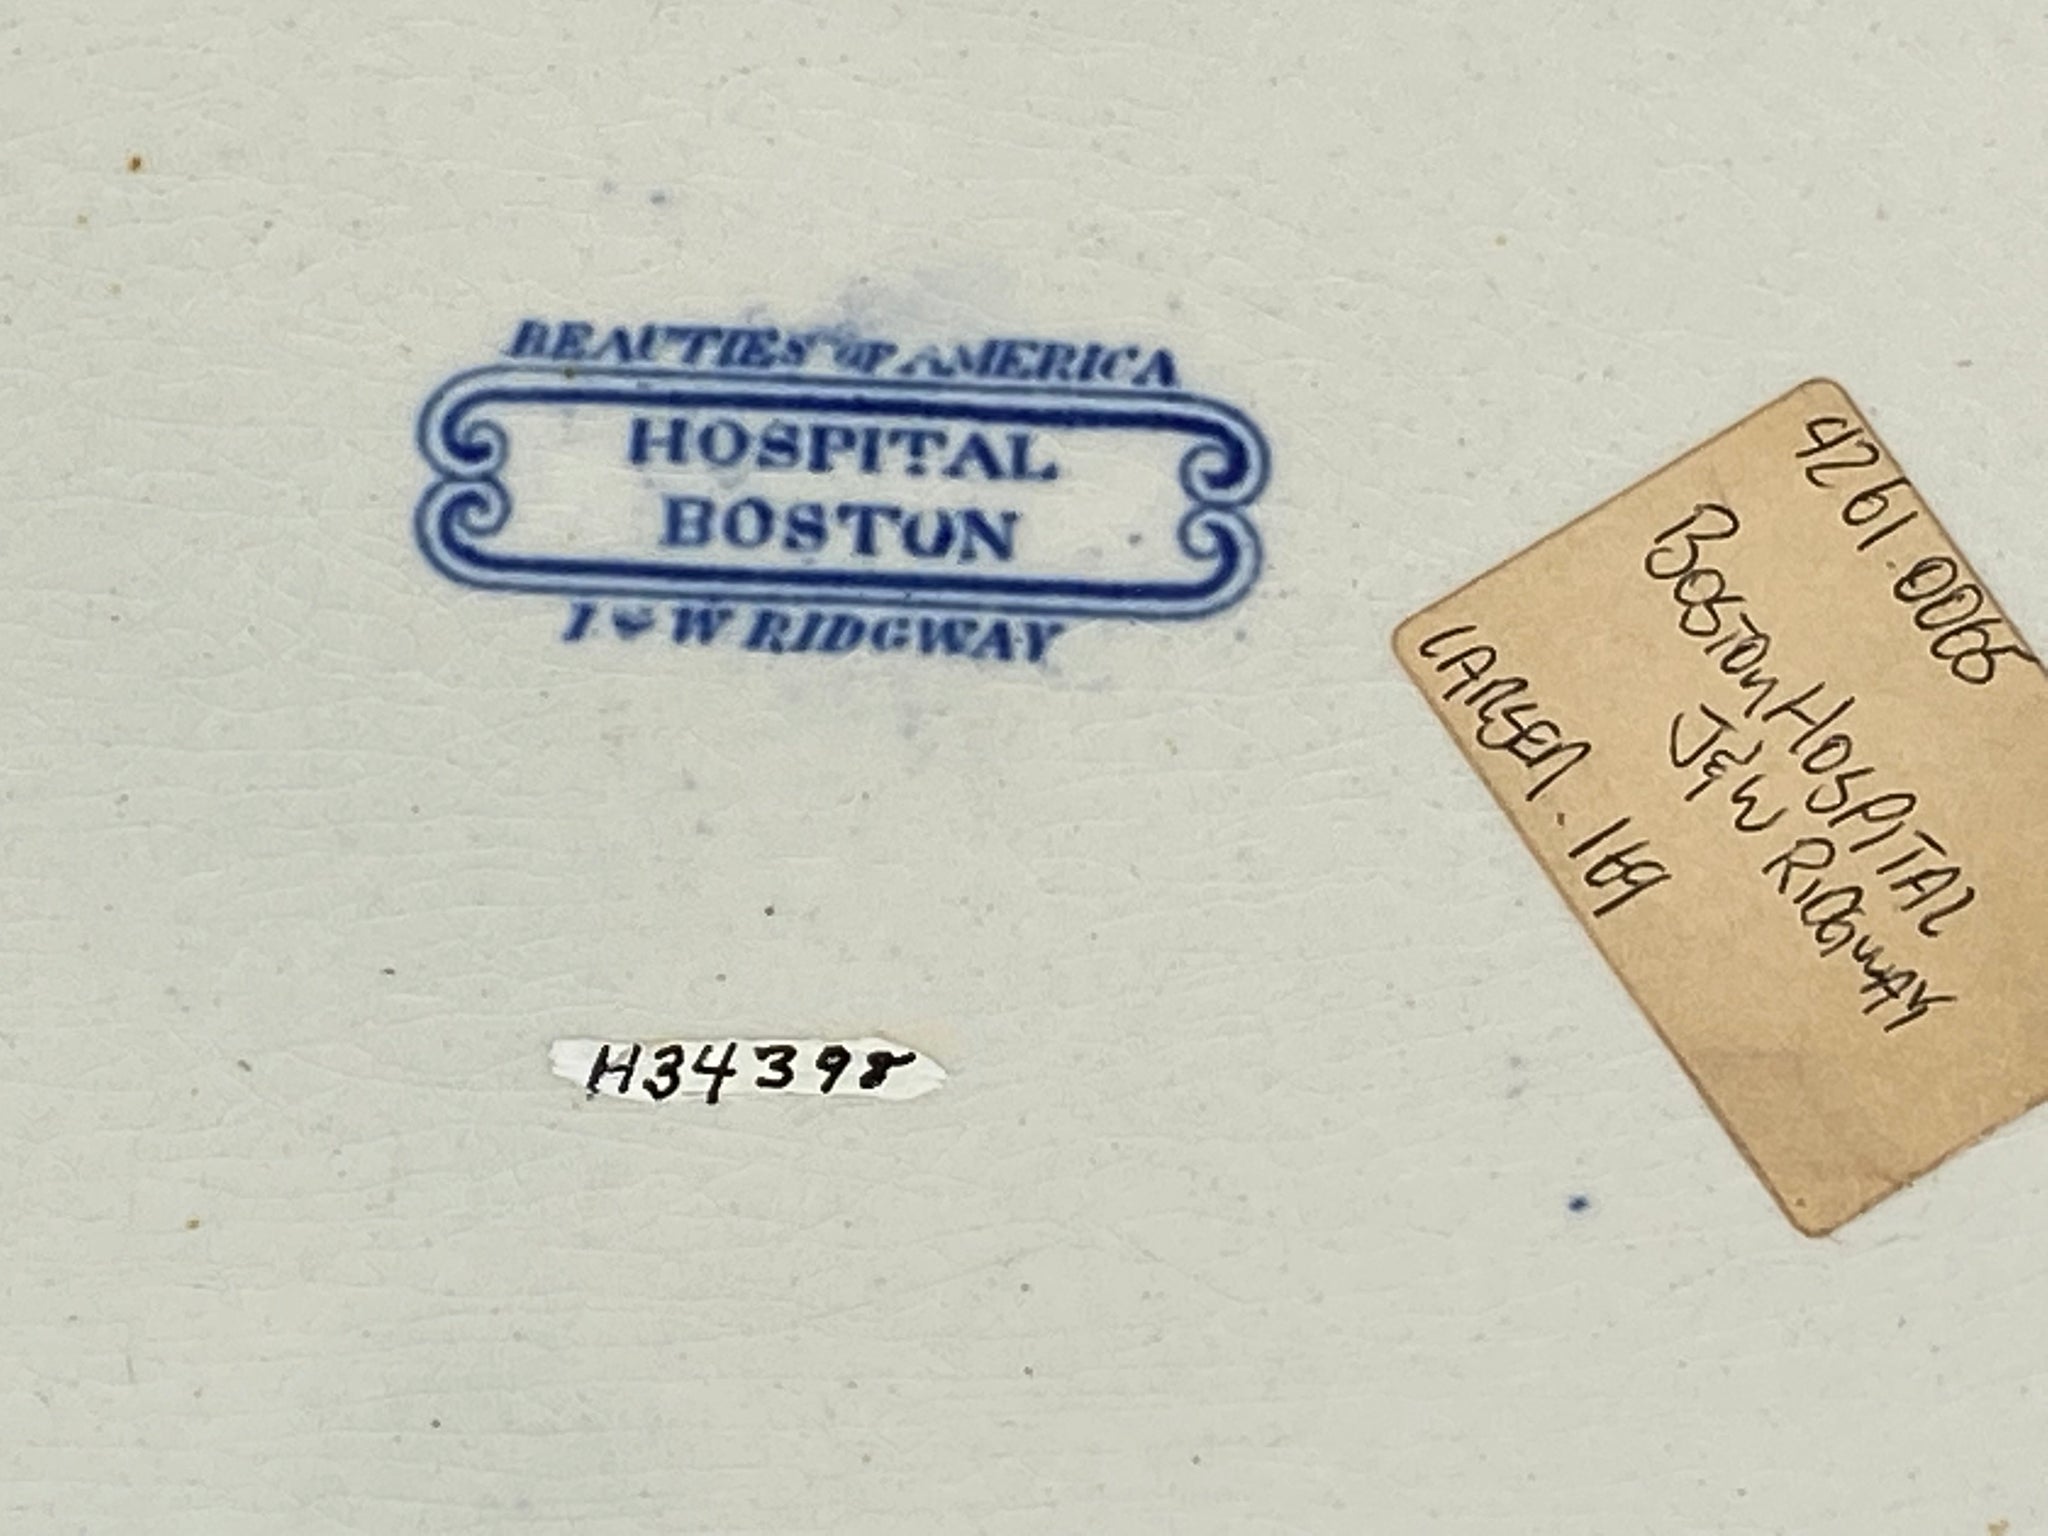 BEAUTIES OF AMERICA
HOSPITAL
BOSTON
I & W RIDGWAY
H34398
4261.0065
BOSTON HOSPITAL
J & W RIDGWAY
LARSEN. 169